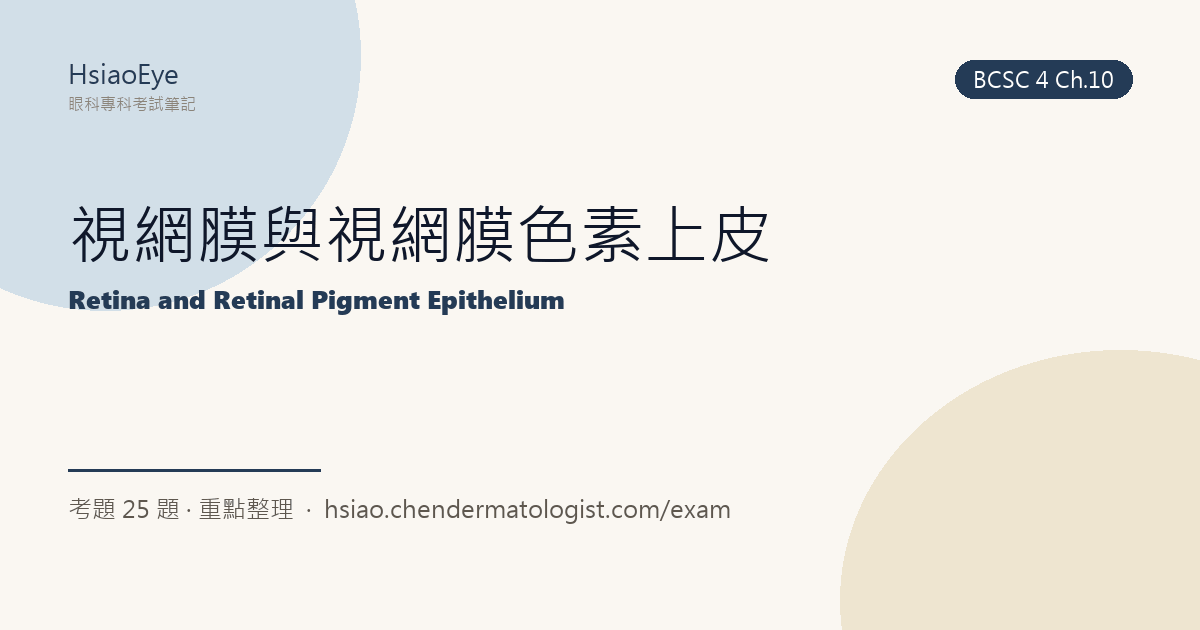 HsiaoEye
眼科專科考試筆記
BCSC 4 Ch.10
視網膜與視網膜色素上皮
Retina and Retinal Pigment Epithelium
考題 25 題 · 重點整理 · hsiao.chendermatologist.com/exam